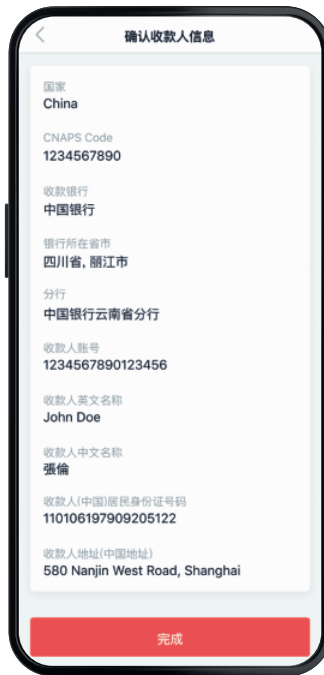 确认收款人信息
国家
China
CNAPS Code
1234567890
收款银行
中国银行
银行所在省市
四川省, 丽江市
分行
中国银行云南省分行
收款人账号
1234567890123456
收款人英文名称
John Doe
收款人中文名称
張倫
收款人(中国)居民身份证号码
110106197909205122
收款人地址(中国地址)
580 Nanjin West Road, Shanghai
完成